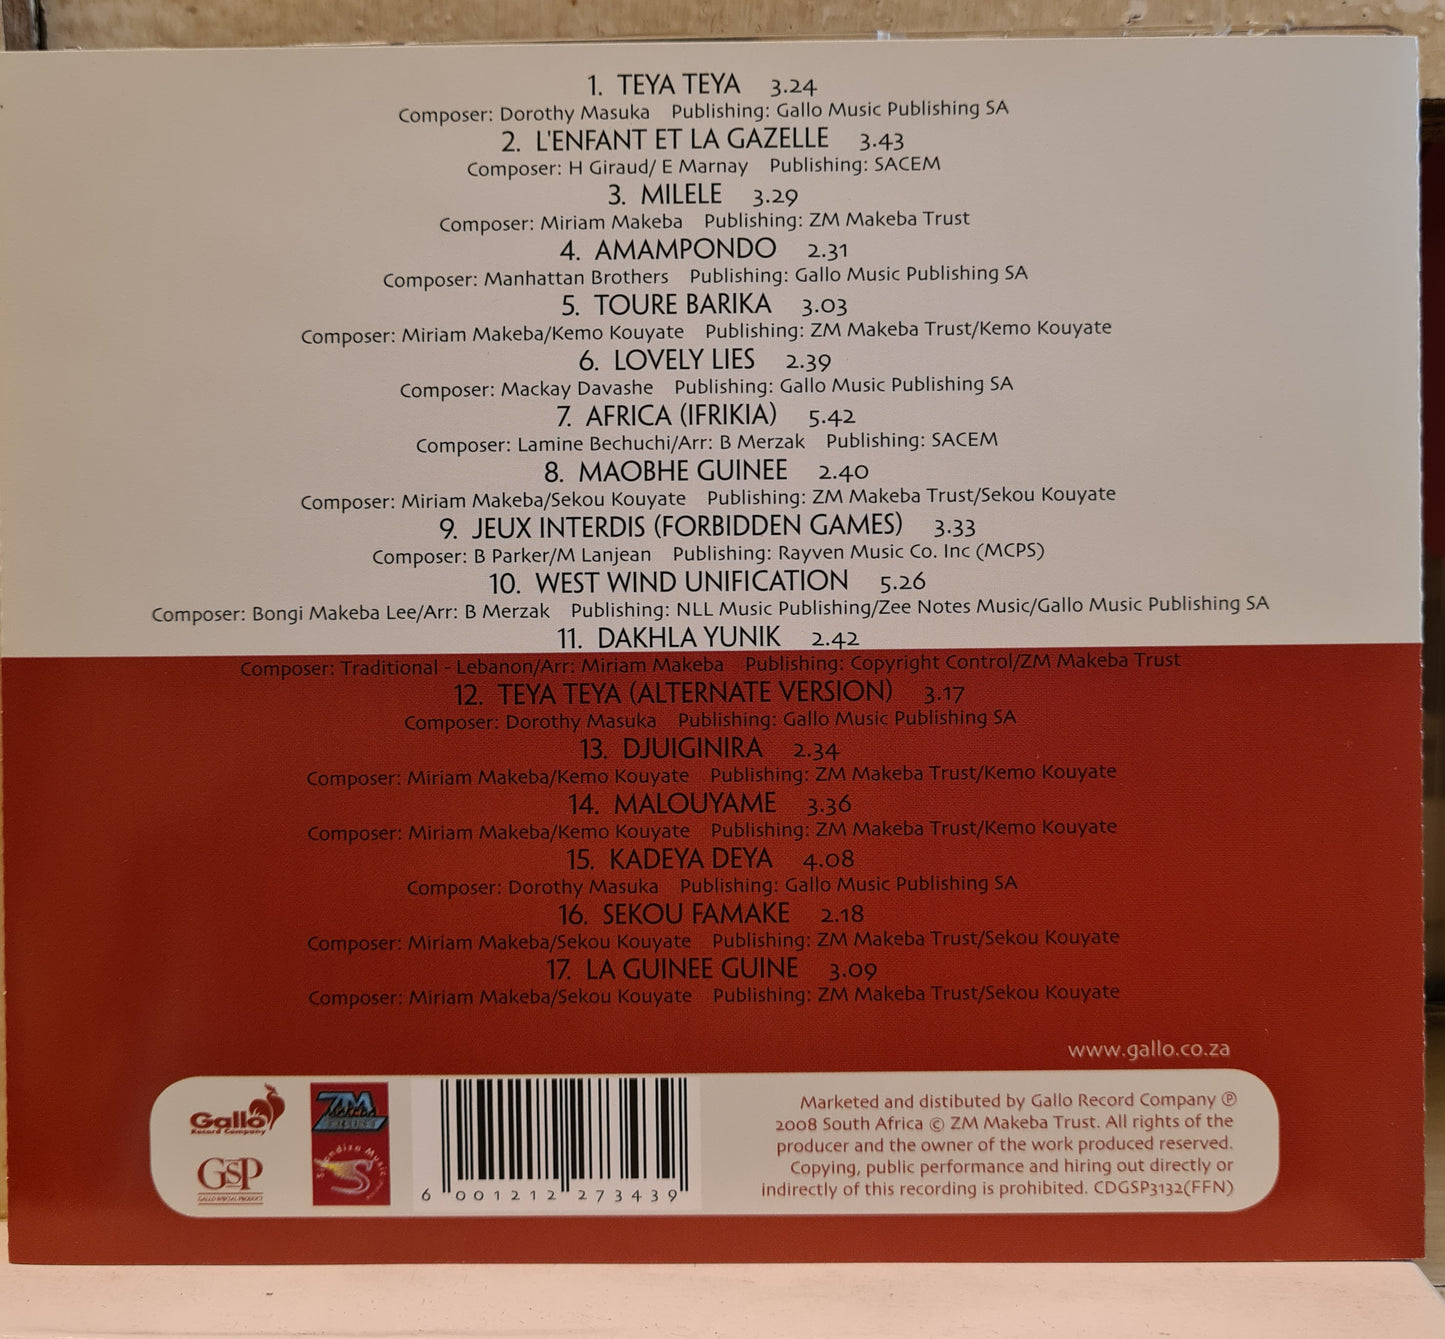 1. TEYA TEYA 3.24
Composer: Dorothy Masuka Publishing: Gallo Music Publishing SA
2. L'ENFANT ET LA GAZELLE 3.43
Composer: H Giraud/ E Marnay Publishing: SACEM
3. MILELE 3.29
Composer: Miriam Makeba Publishing: ZM Makeba Trust
4. AMAMPONDO 2.31
Composer: Manhattan Brothers Publishing: Gallo Music Publishing SA
5. TOURE BARIKA 3.03
Composer: Miriam Makeba/Kemo Kouyate Publishing: ZM Makeba Trust/Kemo Kouyate
6. LOVELY LIES 2.39
Composer: Mackay Davashe Publishing: Gallo Music Publishing SA
7. AFRICA (IFRIKIA) 5.42
Composer: Lamine Bechuchi/Arr: B Merzak Publishing: SACEM
8. MAOBHE GUINEE 2.40
Composer: Miriam Makeba/Sekou Kouyate Publishing: ZM Makeba Trust/Sekou Kouyate
9. JEUX INTERDIS (FORBIDDEN GAMES) 3.33
Composer: B Parker/M Lanjean Publishing: Rayven Music Co. Inc (MCPS)
10. WEST WIND UNIFICATION 5.26
Composer: Bongi Makeba Lee/Arr: B Merzak Publishing: NLL Music Publishing/Zee Notes Music/Gallo Music Publishing SA
11. DAKHLA YUNIK 2.42
Composer: Traditional - Lebanon/Arr: Miriam Makeba Publishing: Copyright Control/ZM Makeba Trust
12. TEYA TEYA (ALTERNATE VERSION) 3.17
Composer: Dorothy Masuka Publishing: Gallo Music Publishing SA
13. DJUIGINIRA 2.34
Composer: Miriam Makeba/Kemo Kouyate Publishing: ZM Makeba Trust/Kemo Kouyate
14. MALOUYAME 3.36
Composer: Miriam Makeba/Kemo Kouyate Publishing: ZM Makeba Trust/Kemo Kouyate
15. KADEYA DEYA 4.08
Composer: Dorothy Masuka Publishing: Gallo Music Publishing SA
16. SEKOU FAMAKE 2.18
Composer: Miriam Makeba/Sekou Kouyate Publishing: ZM Makeba Trust/Sekou Kouyate
17. LA GUINEE GUINE 3.09
Composer: Miriam Makeba/Sekou Kouyate Publishing: ZM Makeba Trust/Sekou Kouyate
www.gallo.co.za
Gallo
Record Company
GSP
GALLO SPECIAL PRODUCT
ZM
MAKEBA
TRUST
Music
6 001212 273439
Marketed and distibuted by Gallo Record Company ℗
2008 South Africa © ZM Makeba Trust. All rights of the
producer and the owner of the work produced reserved.
Copying, public performance and hiring out directly or
indirectly of this recording is prohibited. CDGSP3132(FFN)